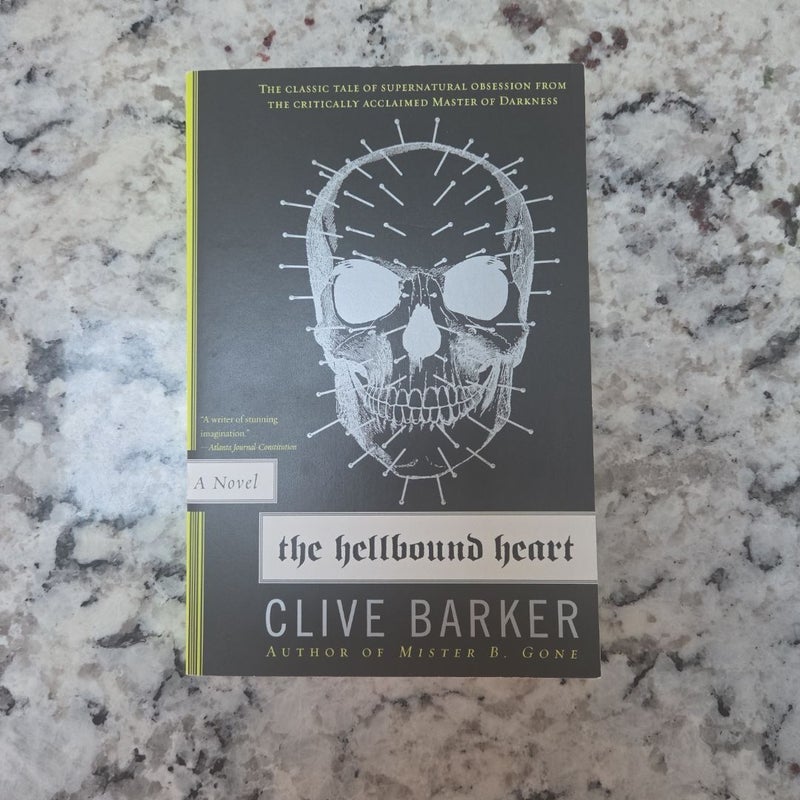 THE CLASSIC TALE OF SUPERNATURAL OBSESSION FROM
THE CRITICALLY ACCLAIMED MASTER OF DARKNESS
"A writer of stunning
imagination."
—Atlanta Journal-Constitution
A Novel
the hellbound heart
CLIVE BARKER
AUTHOR OF MISTER B. GONE